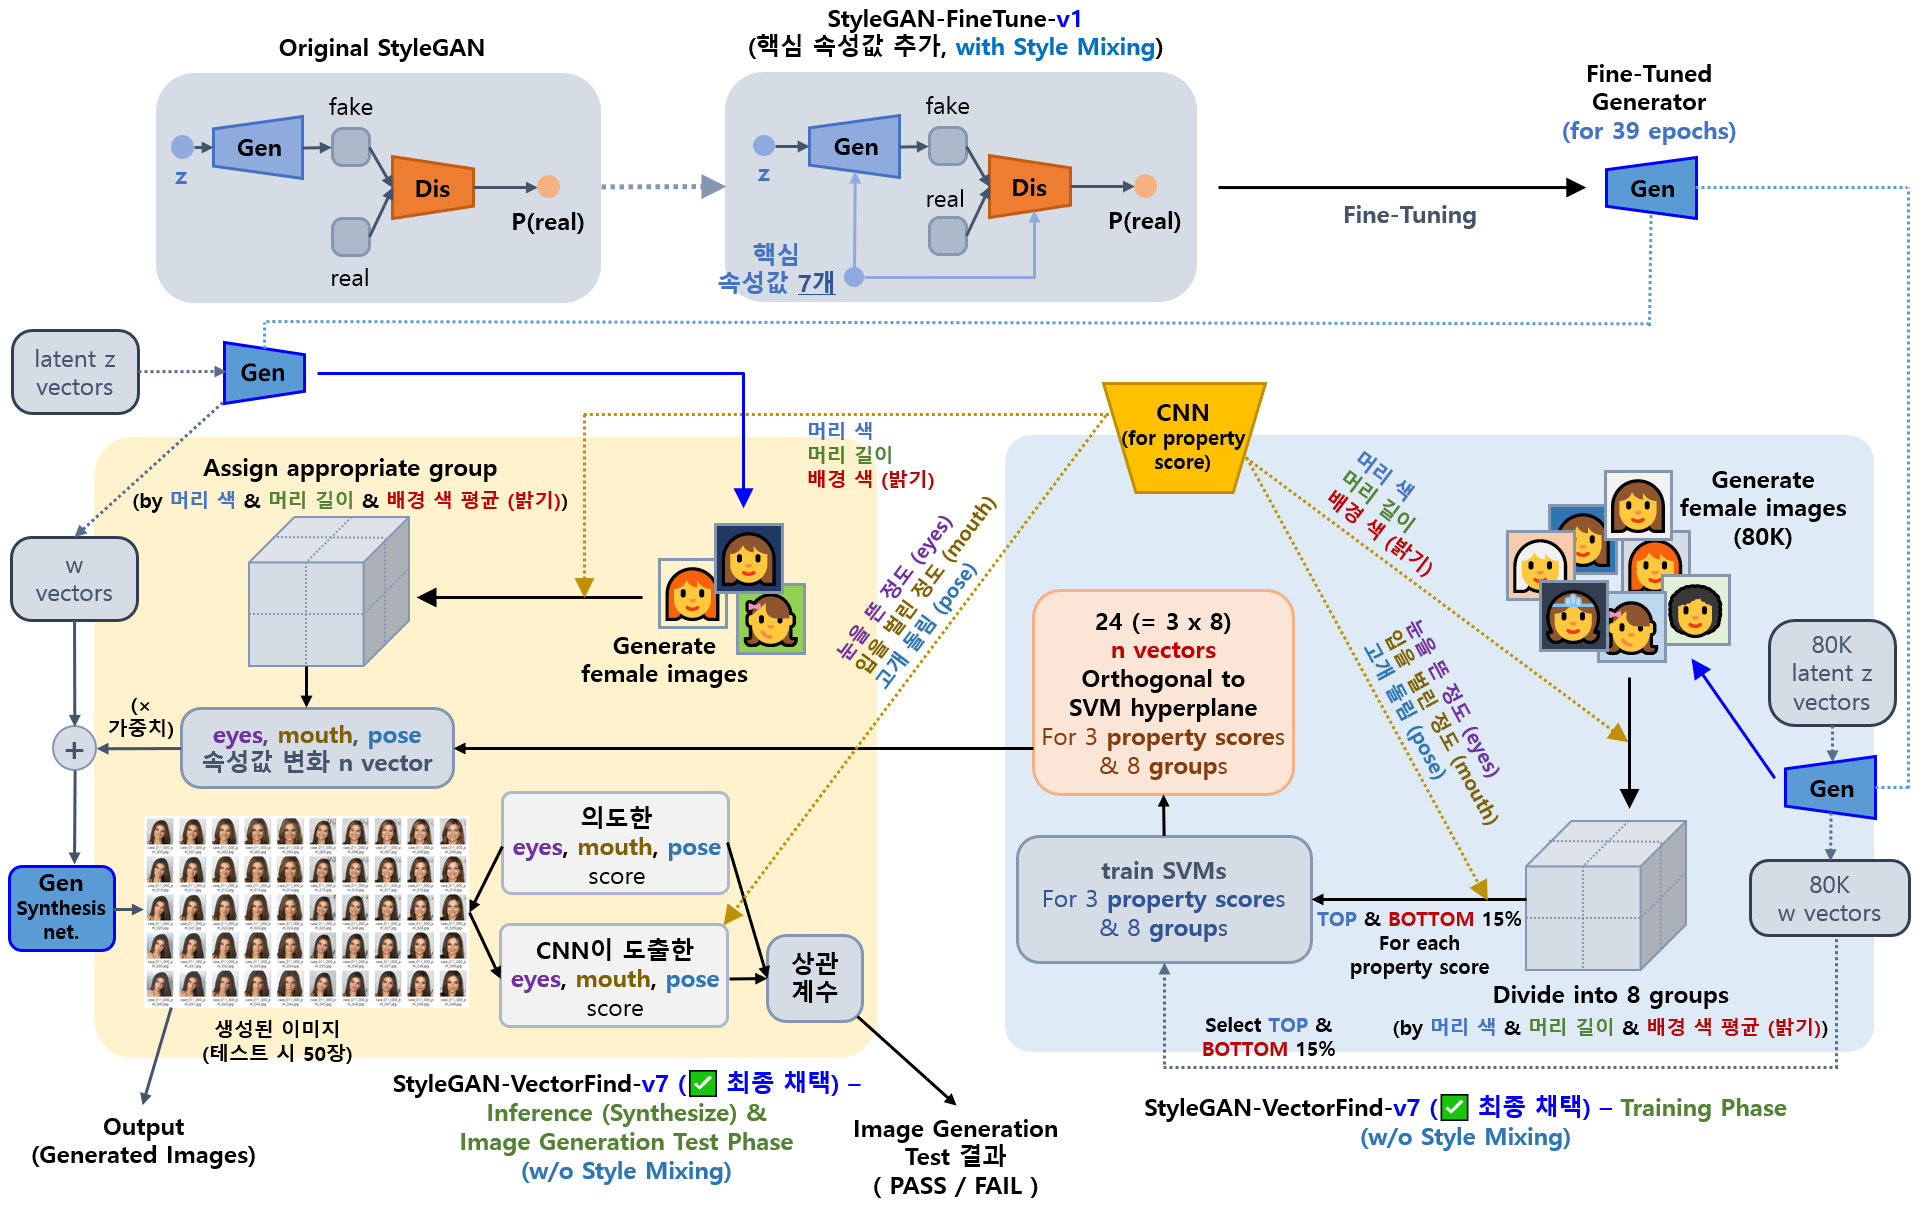 Original StyleGAN
fake
Gen
z
Dis
P(real)
real
StyleGAN-FineTune-v1
(핵심 속성값 추가, with Style Mixing)
fake
Gen
z
real
Dis
P(real)
핵심
속성값 7개
Fine-Tuning
Fine-Tuned
Generator
(for 39 epochs)
Gen
latent z
vectors
Gen
w
vectors
Assign appropriate group
(by 머리 색 & 머리 길이 & 배경 색 평균 (밝기))
머리 색
머리 길이
배경 색 (밝기)
눈을 뜬 정도 (eyes)
입을 벌린 정도 (mouth)
고개 돌림 (pose)
Generate
female images
(×
가중치)
+
eyes, mouth, pose
속성값 변화 n vector
Gen
Synthesis
net.
의도한
eyes, mouth, pose
score
CNN이 도출한
eyes, mouth, pose
score
상관
계수
생성된 이미지
(테스트 시 50장)
Output
(Generated Images)
StyleGAN-VectorFind-v7 (✅ 최종 채택) –
Inference (Synthesize) &
Image Generation Test Phase
(w/o Style Mixing)
Image Generation
Test 결과
( PASS / FAIL )
CNN
(for property
score)
머리 색
머리 길이
배경 색 (밝기)
눈을 뜬 정도 (eyes)
입을 벌린 정도 (mouth)
고개 돌림 (pose)
Generate
female images
(80K)
80K
latent z
vectors
Gen
80K
w vectors
24 (= 3 x 8)
n vectors
Orthogonal to
SVM hyperplane
For 3 property scores
& 8 groups
train SVMs
For 3 property scores
& 8 groups
TOP & BOTTOM 15%
For each
property score
Divide into 8 groups
(by 머리 색 & 머리 길이 & 배경 색 평균 (밝기))
Select TOP &
BOTTOM 15%
StyleGAN-VectorFind-v7 (✅ 최종 채택) – Training Phase
(w/o Style Mixing)